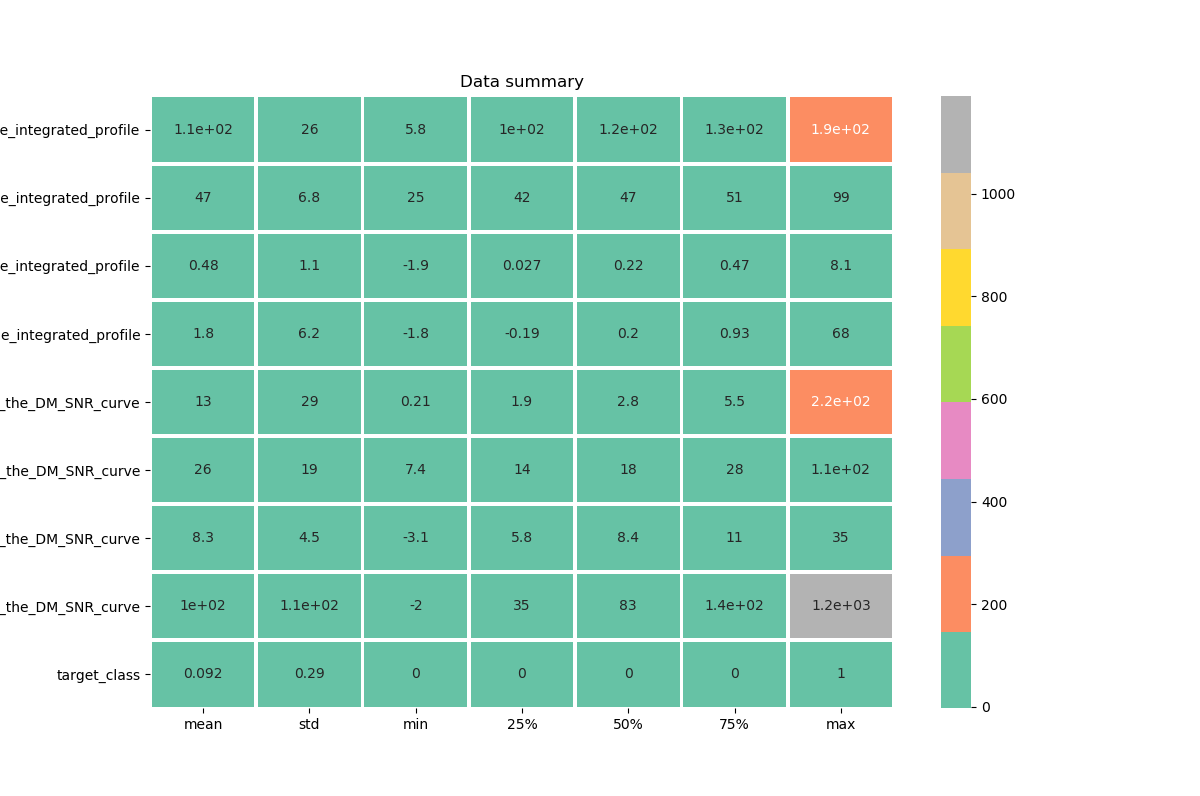 Data summary
e_integrated_profile 1.1e+02 26 5.8 1e+02 1.2e+02 1.3e+02 1.9e+02
e_integrated_profile 47 6.8 25 42 47 51 99
e_integrated_profile 0.48 1.1 -1.9 0.027 0.22 0.47 8.1
e_integrated_profile 1.8 6.2 -1.8 -0.19 0.2 0.93 68
_the_DM_SNR_curve 13 29 0.21 1.9 2.8 5.5 2.2e+02
_the_DM_SNR_curve 26 19 7.4 14 18 28 1.1e+02
_the_DM_SNR_curve 8.3 4.5 -3.1 5.8 8.4 11 35
_the_DM_SNR_curve 1e+02 1.1e+02 -2 35 83 1.4e+02 1.2e+03
target_class 0.092 0.29 0 0 0 0 1
mean std min 25% 50% 75% max
1000
800
600
400
200
0